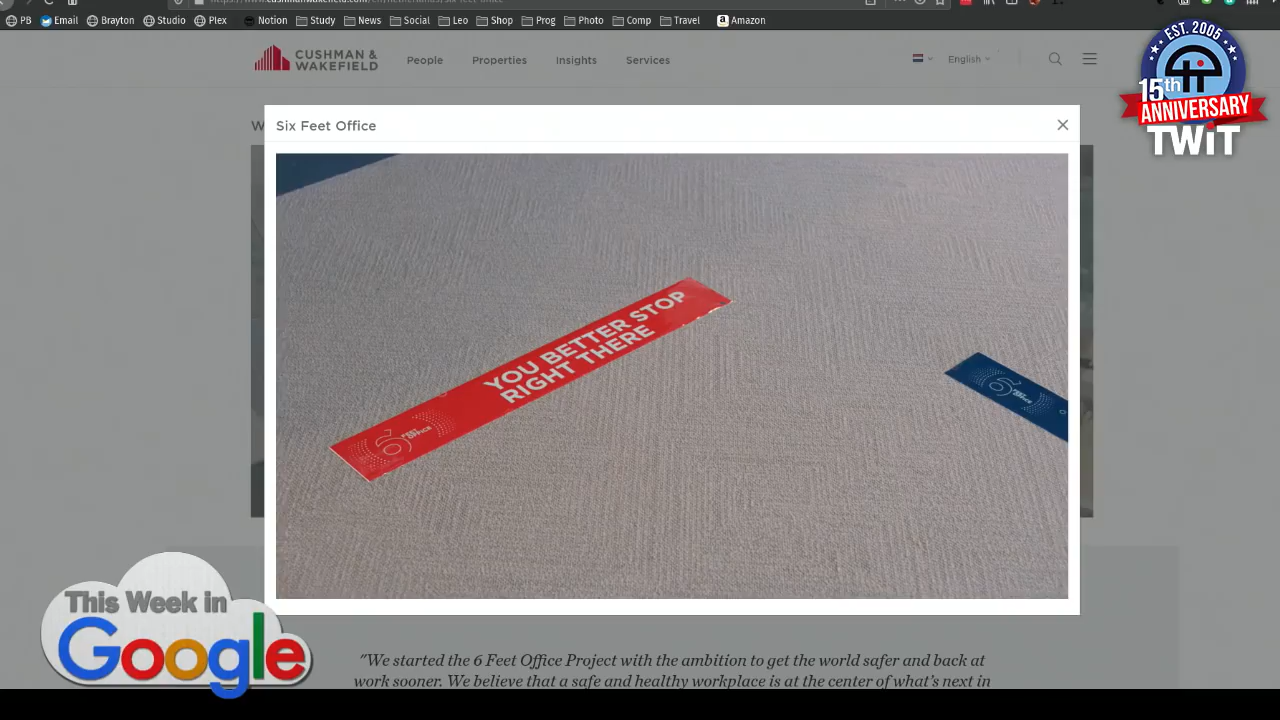 PB Email Brayton Studio Plex Notion Study News Social Leo Shop Prog Photo Comp Travel Amazon
CUSHMAN &
WAKEFIELD
People Properties Insights Services
English
EST. 2005
15th
ANNIVERSARY
TWiT
W
Six Feet Office
YOU BETTER STOP
RIGHT THERE
6 FEET
OFFICE
This Week in
Google
"We started the 6 Feet Office Project with the ambition to get the world safer and back at
work sooner. We believe that a safe and healthy workplace is at the center of what's next in